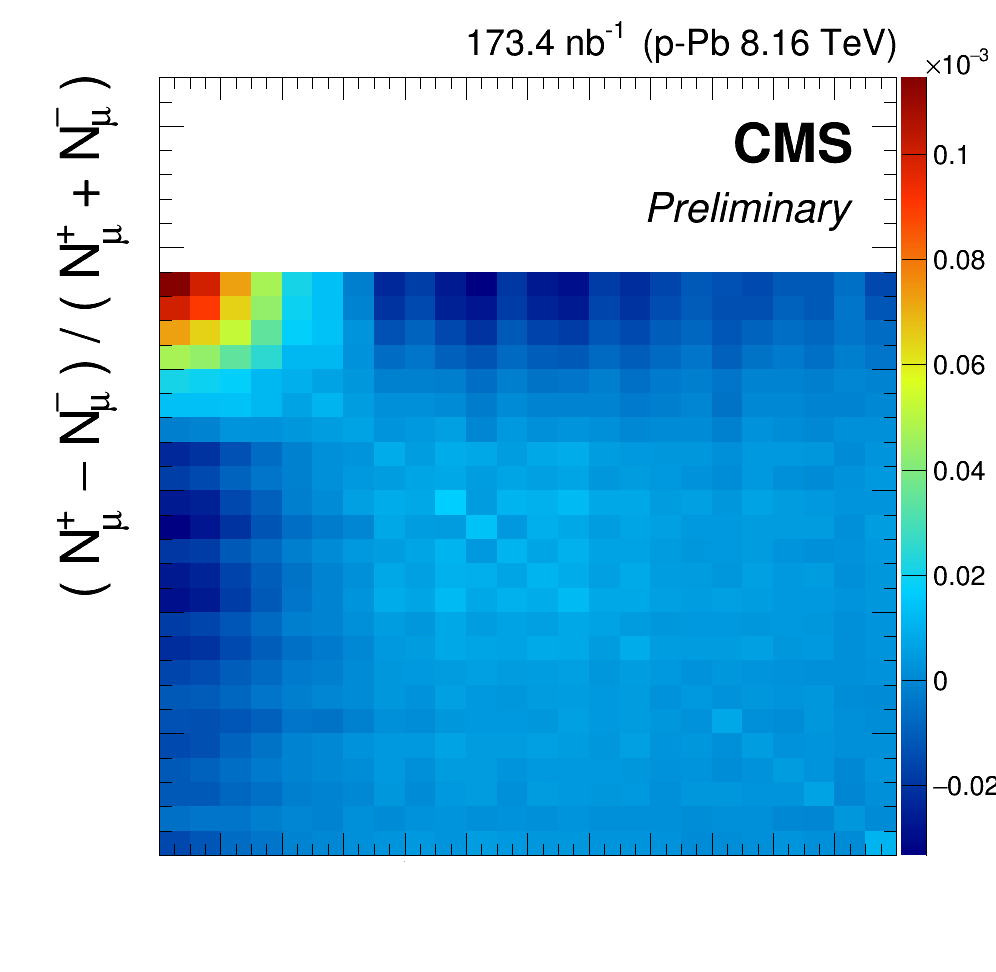 173.4 nb-1 (p-Pb 8.16 TeV)
×10−3
CMS
Preliminary
0.1
0.08
0.06
0.04
0.02
0
−0.02
( N+μ − N−μ ) / ( N+μ + N−μ )